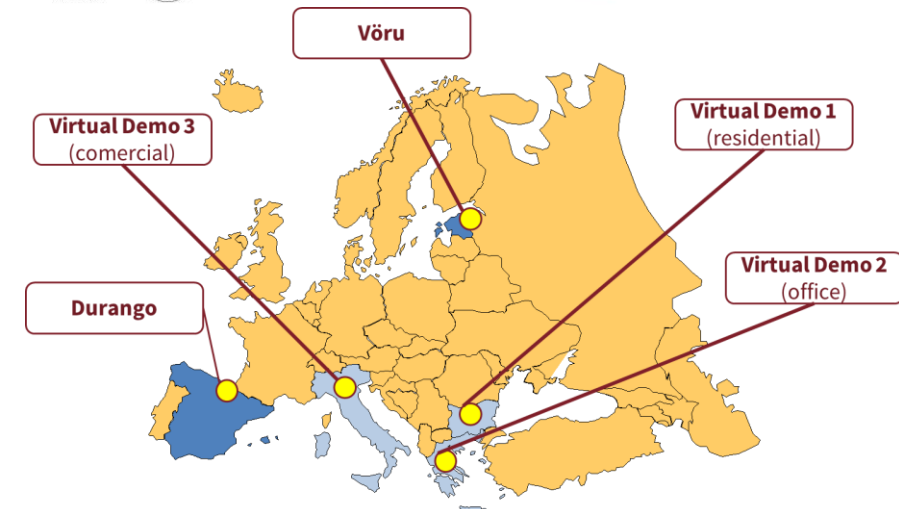 Vöru
Virtual Demo 3
(comercial)
Virtual Demo 1
(residential)
Virtual Demo 2
(office)
Durango